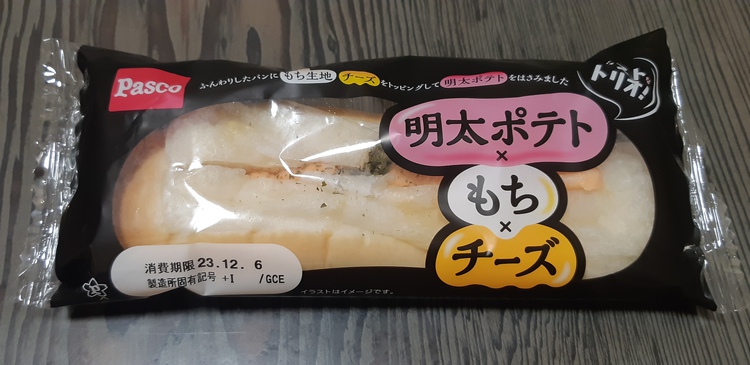 Pasco
ふんわりしたパンにもち生地チーズをトッピングして明太ポテトをはさみました
トリオ!
明太ポテト
×
もち
×
チーズ
消費期限 23.12. 6
製造所固有記号 +1 /GCE
イラストはイメージです。